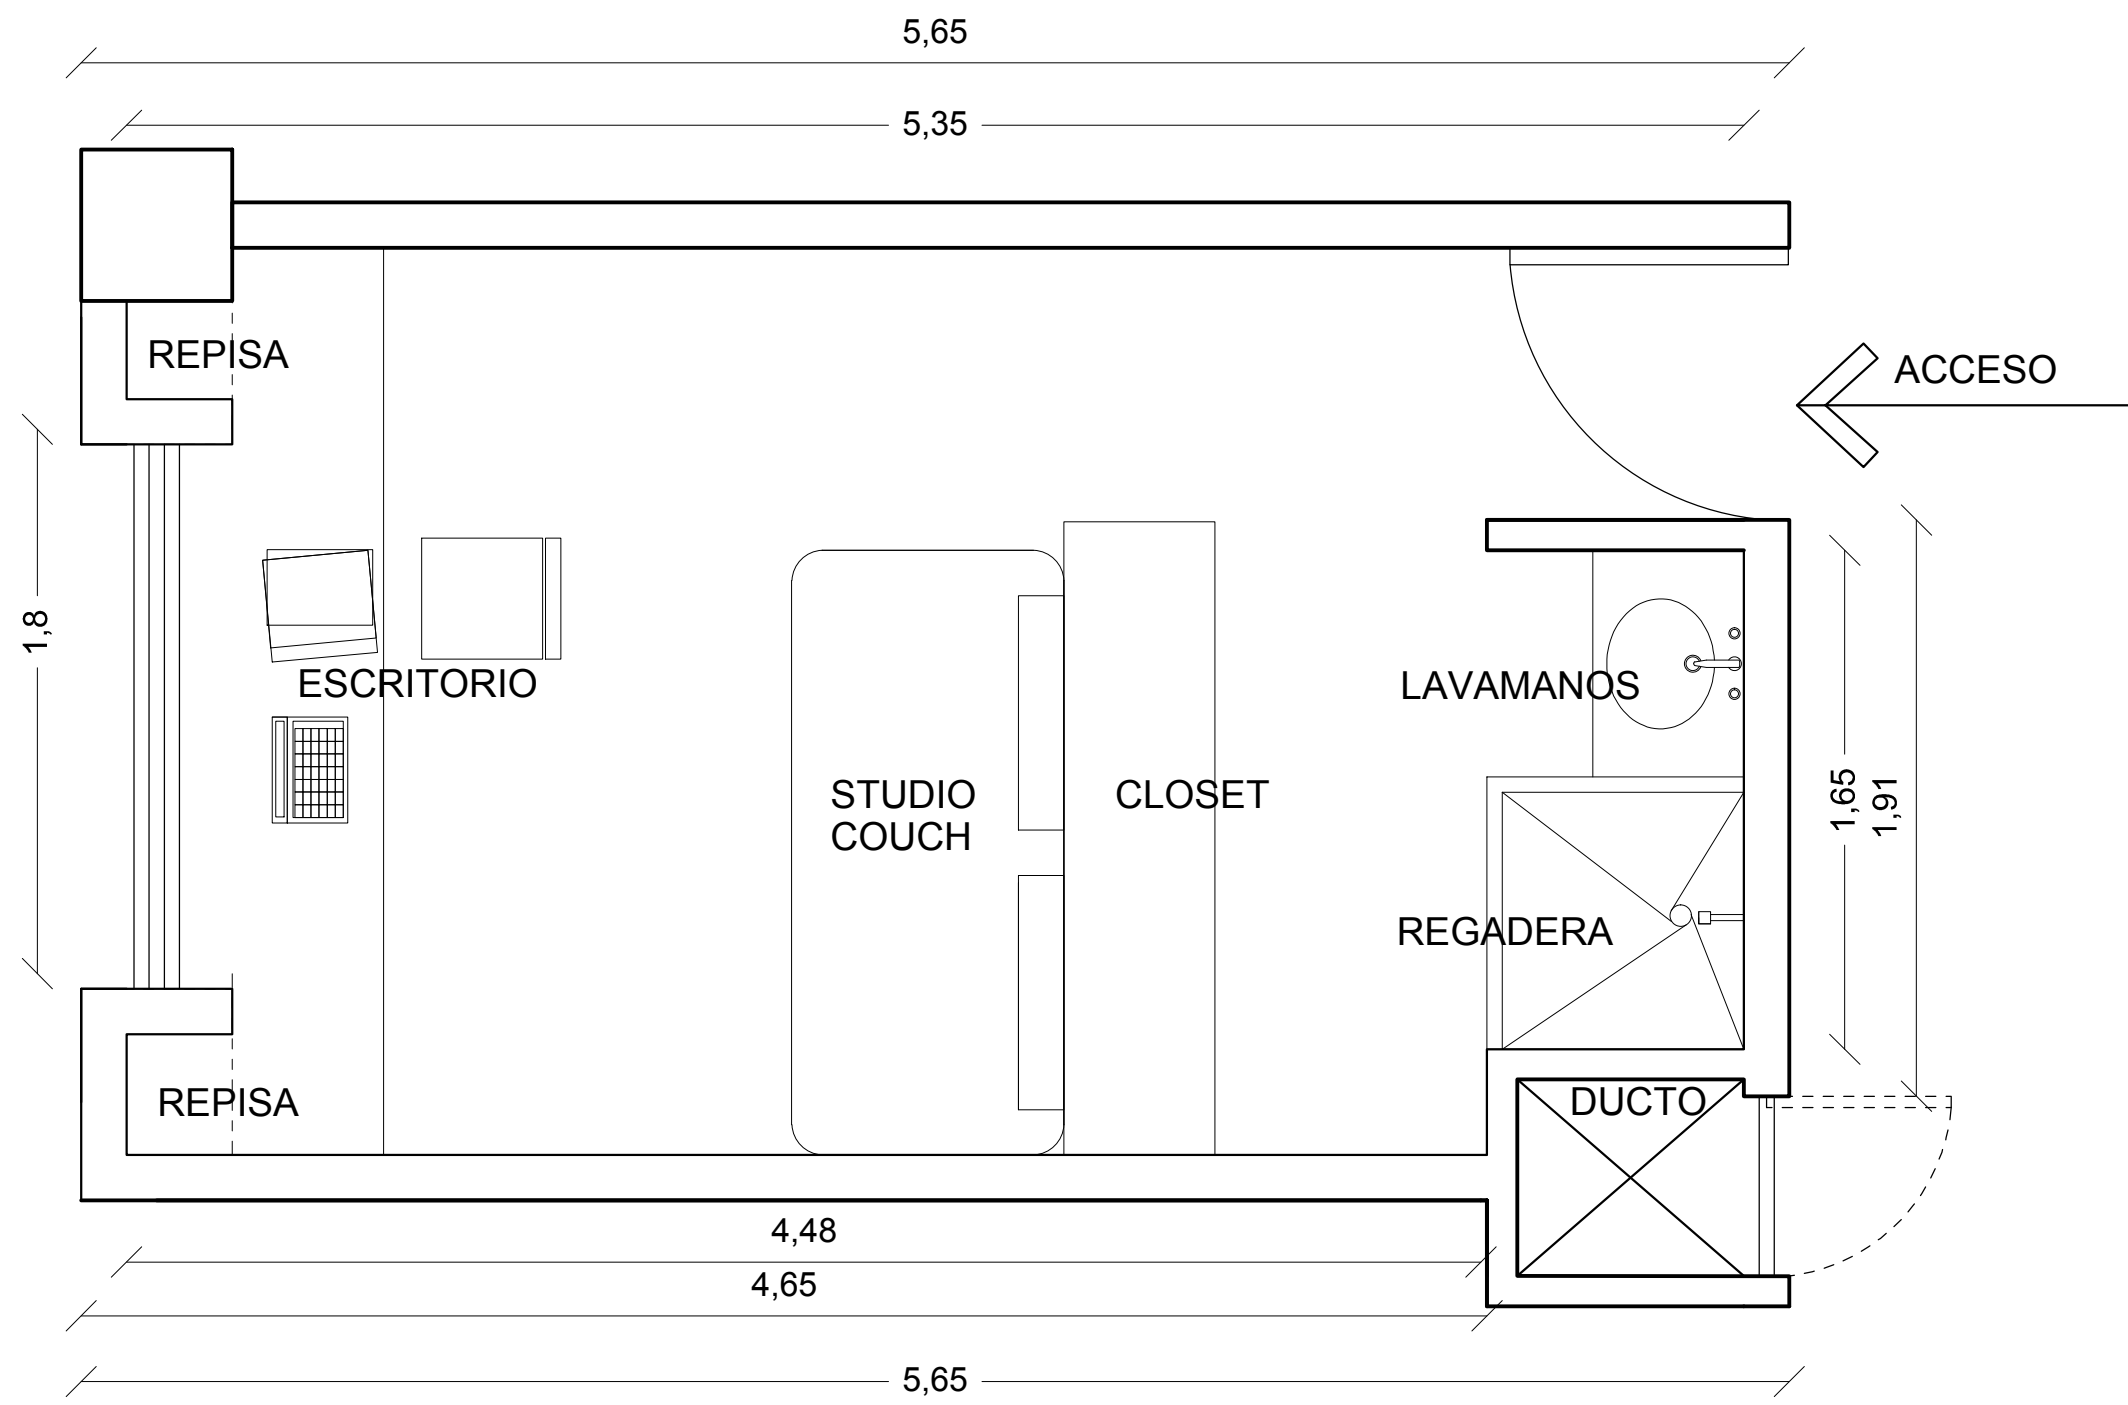 5,65
5,35
REPISA
ACCESO
1,8
ESCRITORIO
LAVAMANOS
STUDIO
COUCH
CLOSET
1,65
1,91
REGADERA
REPISA
DUCTO
4,48
4,65
5,65